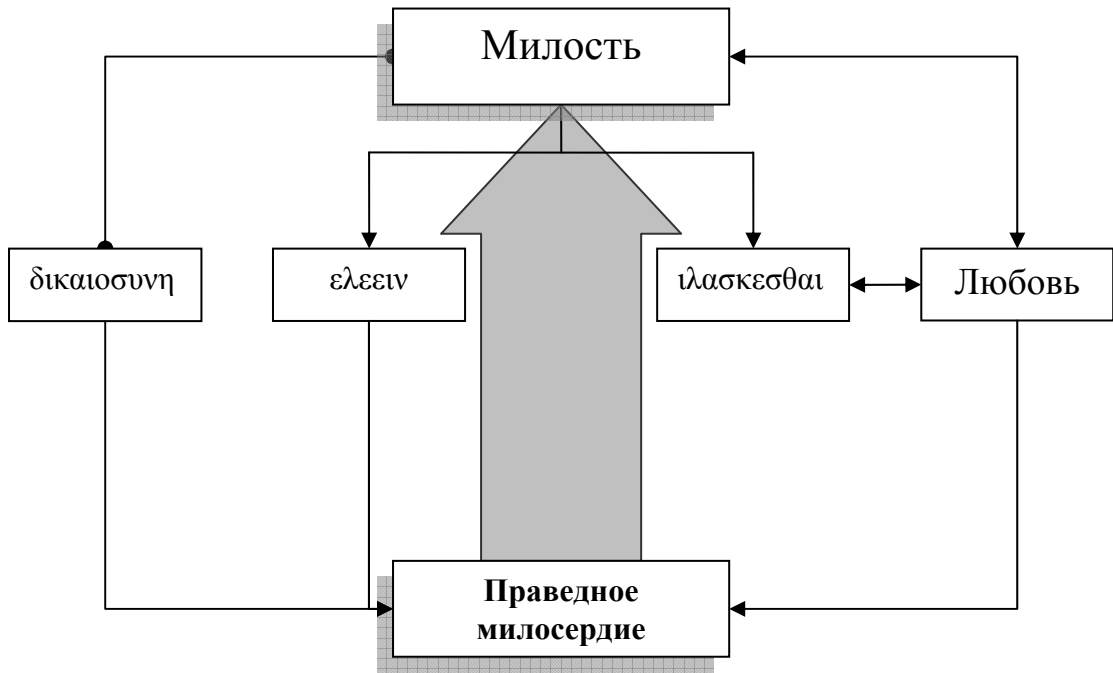 Милость
δικαιοσυνη
ελεειν
ιλασκεσθαι
Любовь
Праведное
милосердие